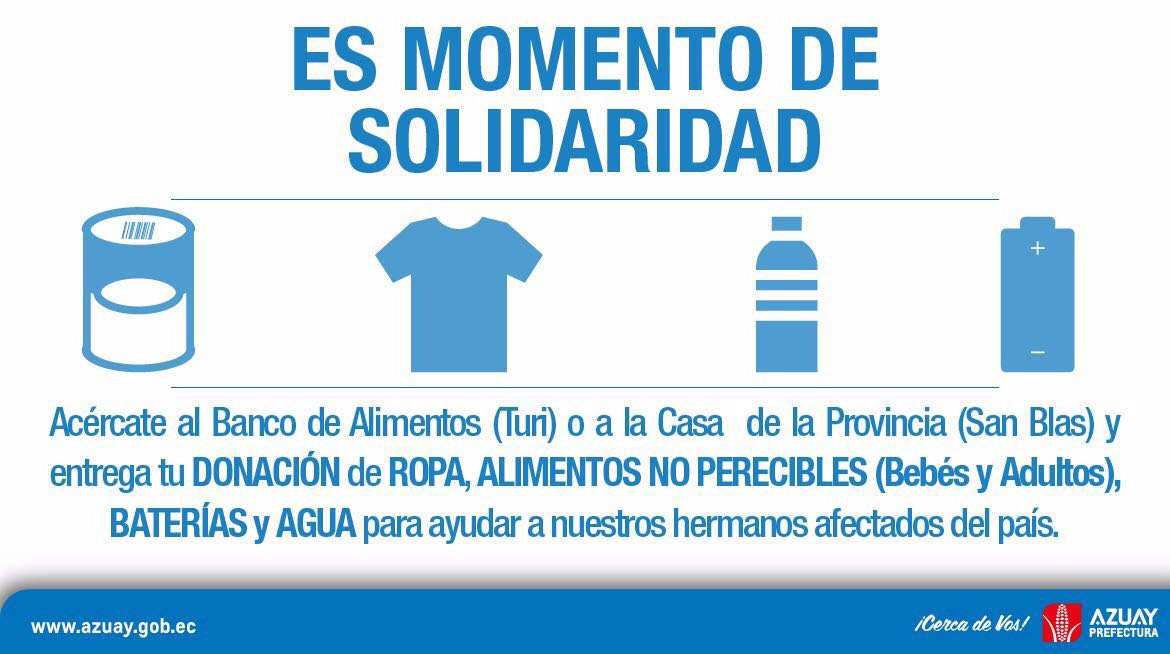 ES MOMENTO DE
SOLIDARIDAD
+
−
Acércate al Banco de Alimentos (Turi) o a la Casa de la Provincia (San Blas) y
entrega tu DONACIÓN de ROPA, ALIMENTOS NO PERECIBLES (Bebés y Adultos),
BATERÍAS y AGUA para ayudar a nuestros hermanos afectados del país.
www.azuay.gob.ec
¡Cerca de Vos!
AZUAY
PREFECTURA